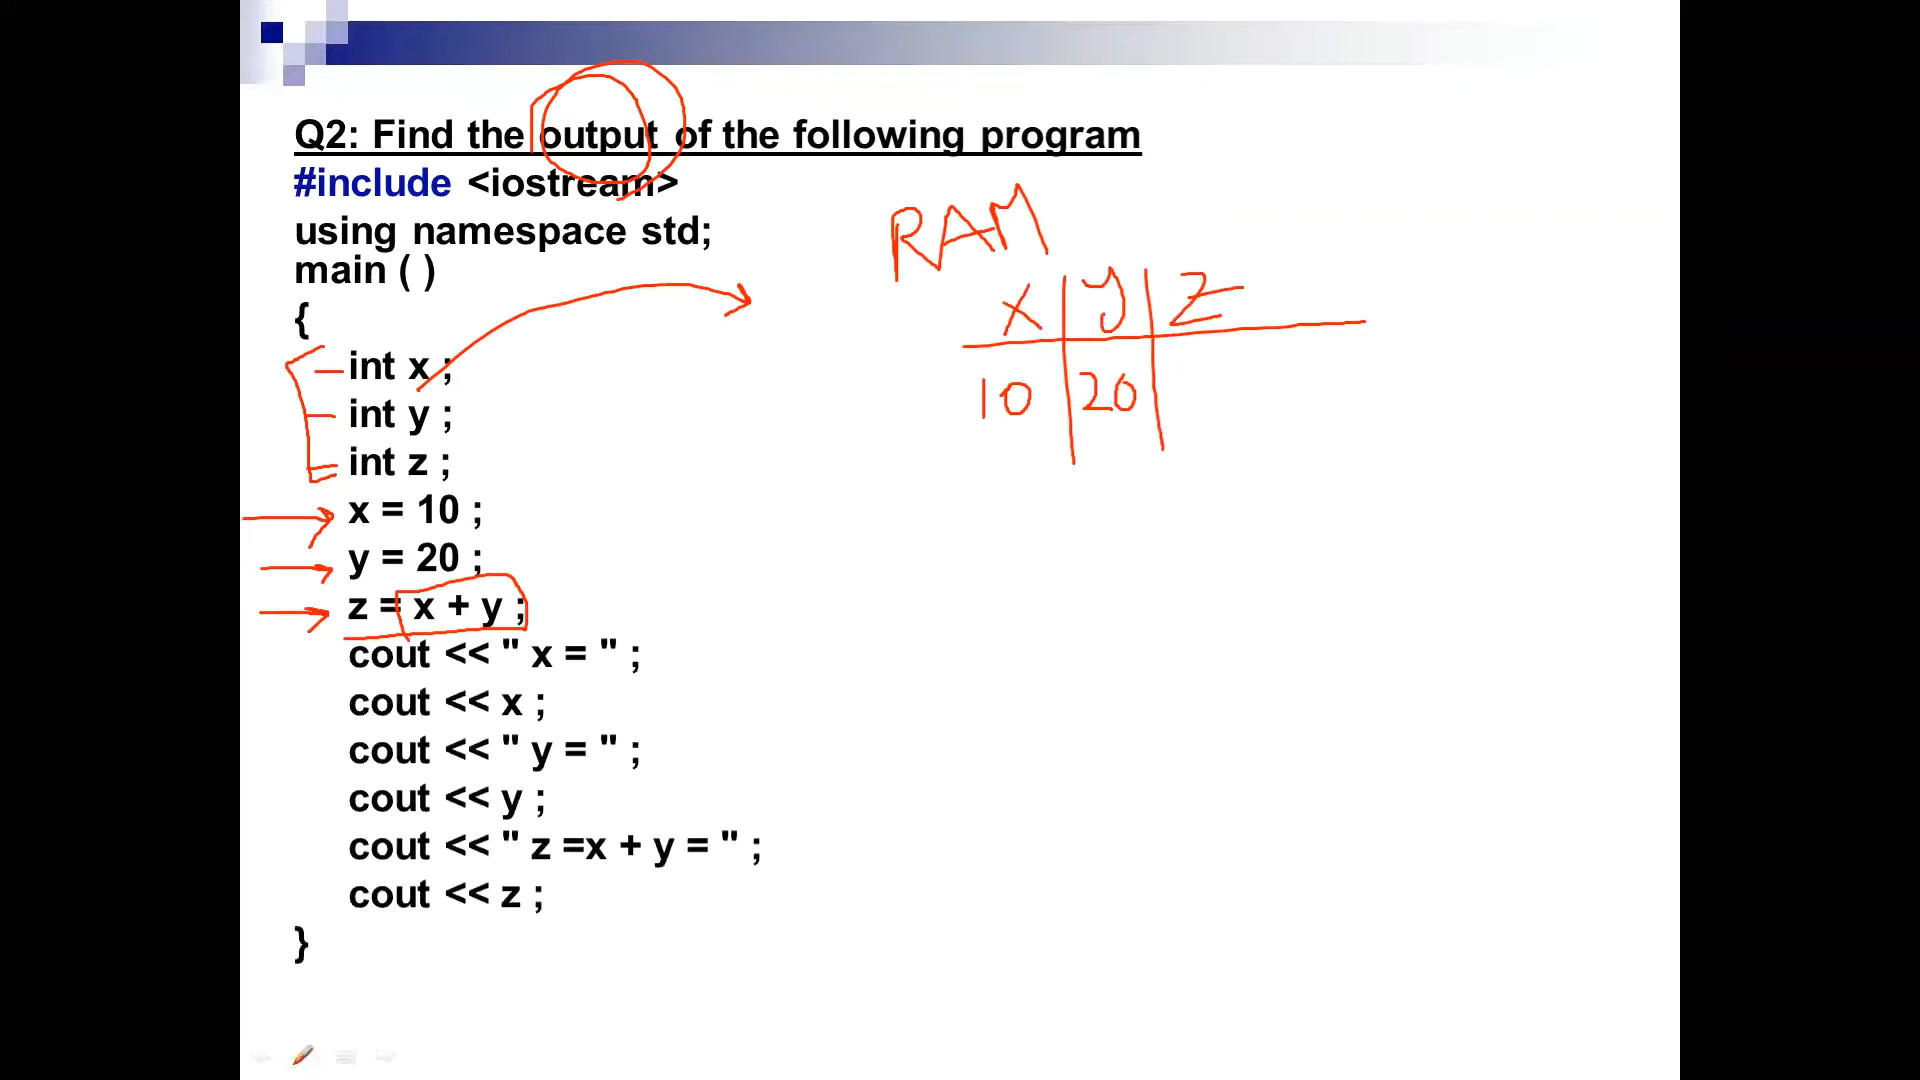 Q2: Find the output of the following program
#include <iostream>
using namespace std;
main ( )
{
int x ;
int y ;
int z ;
x = 10 ;
y = 20 ;
z = x + y ;
cout << " x = " ;
cout << x ;
cout << " y = " ;
cout << y ;
cout << " z =x + y = " ;
cout << z ;
}
RAM
x y z
10 20